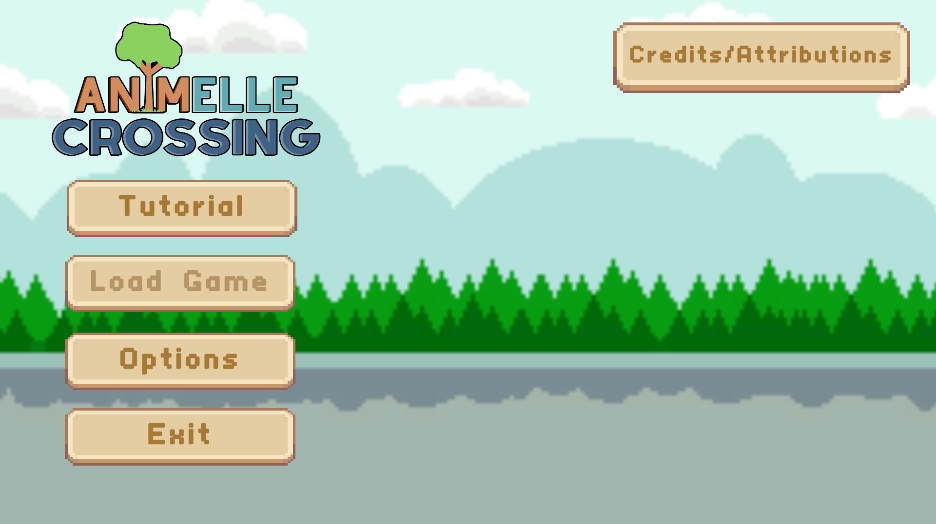 ANIMELLE
CROSSING
Credits/Attributions
Tutorial
Load Game
Options
Exit